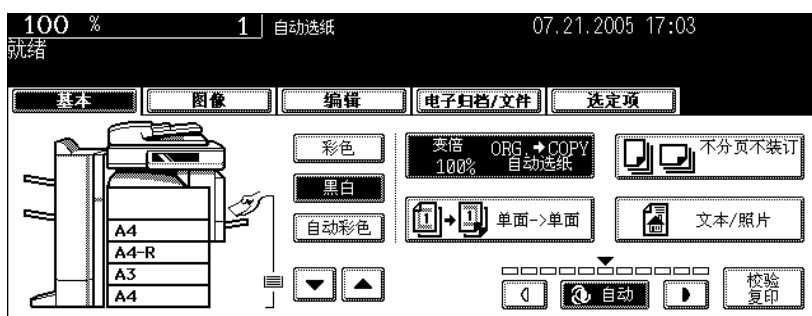 100 % 1 自动选纸 07.21.2005 17:03
就绪
基本 图像 编辑 电子归档/文件 选定项
彩色
黑白
自动彩色
变倍 ORG.→COPY
100% 自动选纸
不分页不装订
1→1 单面->单面
文本/照片
A4
A4-R
A3
A4
自动
校验
复印